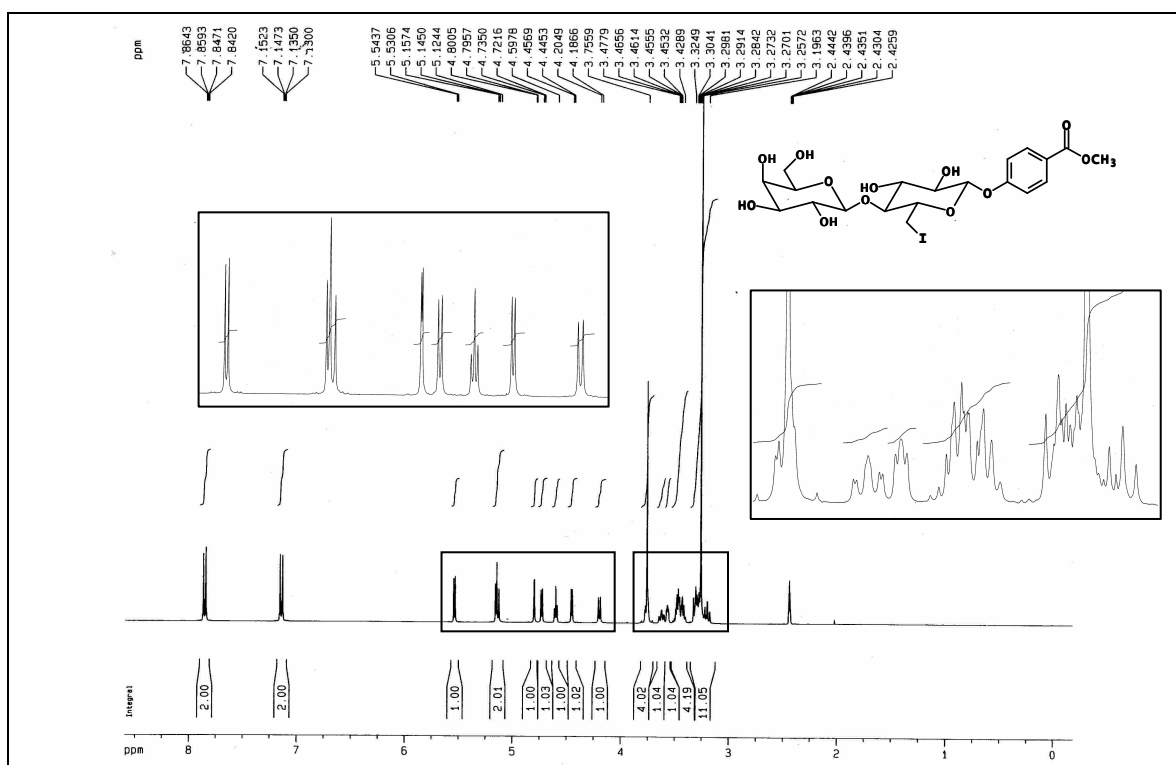 ppm
7.8643
7.8593
7.8471
7.8420
7.1523
7.1473
7.1350
7.1300
5.5437
5.5306
5.1574
5.1450
5.1244
4.8005
4.7957
4.7350
4.7216
4.5978
4.4569
4.4453
4.2049
4.1866
3.7559
3.4779
3.4656
3.4614
3.4555
3.4532
3.4289
3.3249
3.3041
3.2981
3.2914
3.2842
3.2732
3.2701
3.2572
3.1963
2.4442
2.4396
2.4351
2.4304
2.4259
O
OCH3
OH OH
O
HO
HO
OH
O
HO
OH
O
O
I
Integral
2.00 2.00 1.00 2.01 1.00 1.03 1.00 1.02 1.00 4.02 1.04 1.04 4.19 11.05
ppm 8 7 6 5 4 3 2 1 0